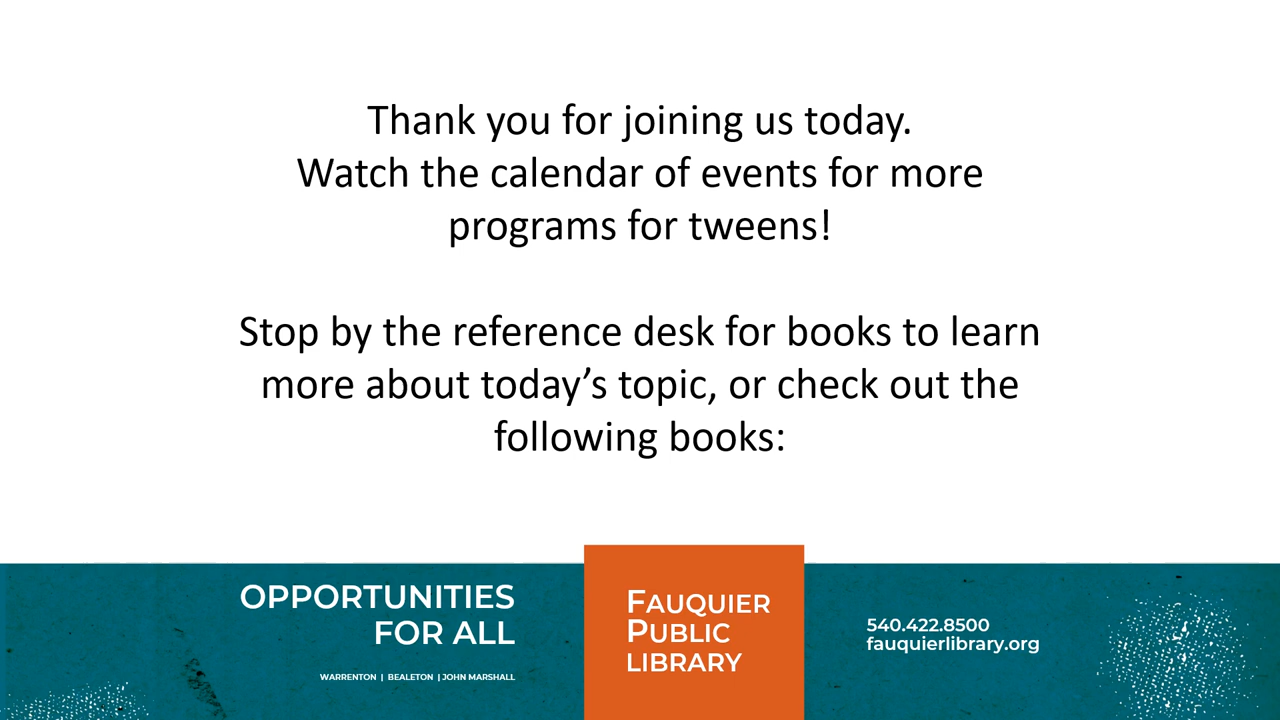 Thank you for joining us today.
Watch the calendar of events for more
programs for tweens!
Stop by the reference desk for books to learn
more about today’s topic, or check out the
following books:
OPPORTUNITIES
FOR ALL
WARRENTON | BEALETON | JOHN MARSHALL
FAUQUIER
PUBLIC
LIBRARY
540.422.8500
fauquierlibrary.org